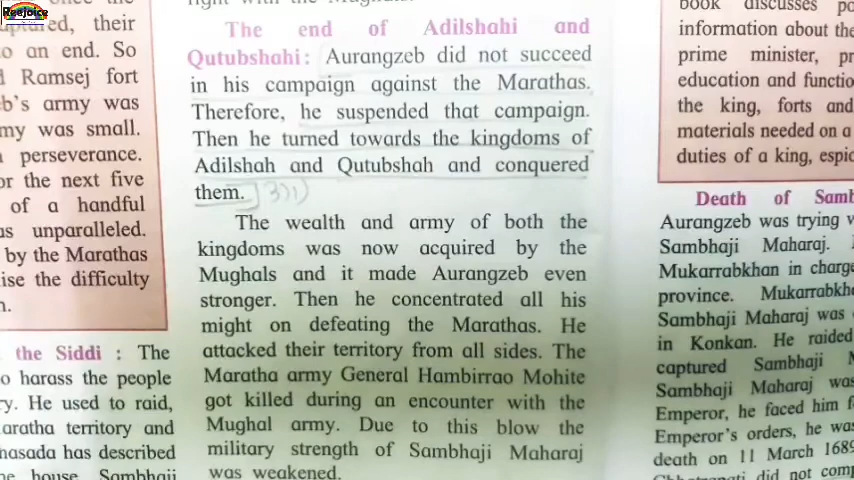 Reejoice
aptured, their
o an end. So
Ramsej fort
b's army was
my was small.
perseverance.
or the next five
of a handful
as unparalleled.
by the Marathas
ise the difficulty
the Siddi : The
o harass the people
ry. He used to raid,
aratha territory and
hasada has described
house, Sambhaji
The end of Adilshahi and
Qutubshahi: Aurangzeb did not succeed
in his campaign against the Marathas.
Therefore, he suspended that campaign.
Then he turned towards the kingdoms of
Adilshah and Qutubshah and conquered
them.
The wealth and army of both the
kingdoms was now acquired by the
Mughals and it made Aurangzeb even
stronger. Then he concentrated all his
might on defeating the Marathas. He
attacked their territory from all sides. The
Maratha army General Hambirrao Mohite
got killed during an encounter with the
Mughal army. Due to this blow the
military strength of Sambhaji Maharaj
was weakened.
book discusses
information about the
prime minister, pr
education and functio
the king, forts and
materials needed on a
duties of a king, espic
Death of Samb
Aurangzeb was trying
Sambhaji Maharaj.
Mukarrabkhan in charge
province. Mukarrabkha
Sambhaji Maharaj was
in Konkan. He raided
captured Sambhaji
Sambhaji Maharaj was
Emperor, he faced him
Emperor's orders, he was
death on 11 March 1689
did not